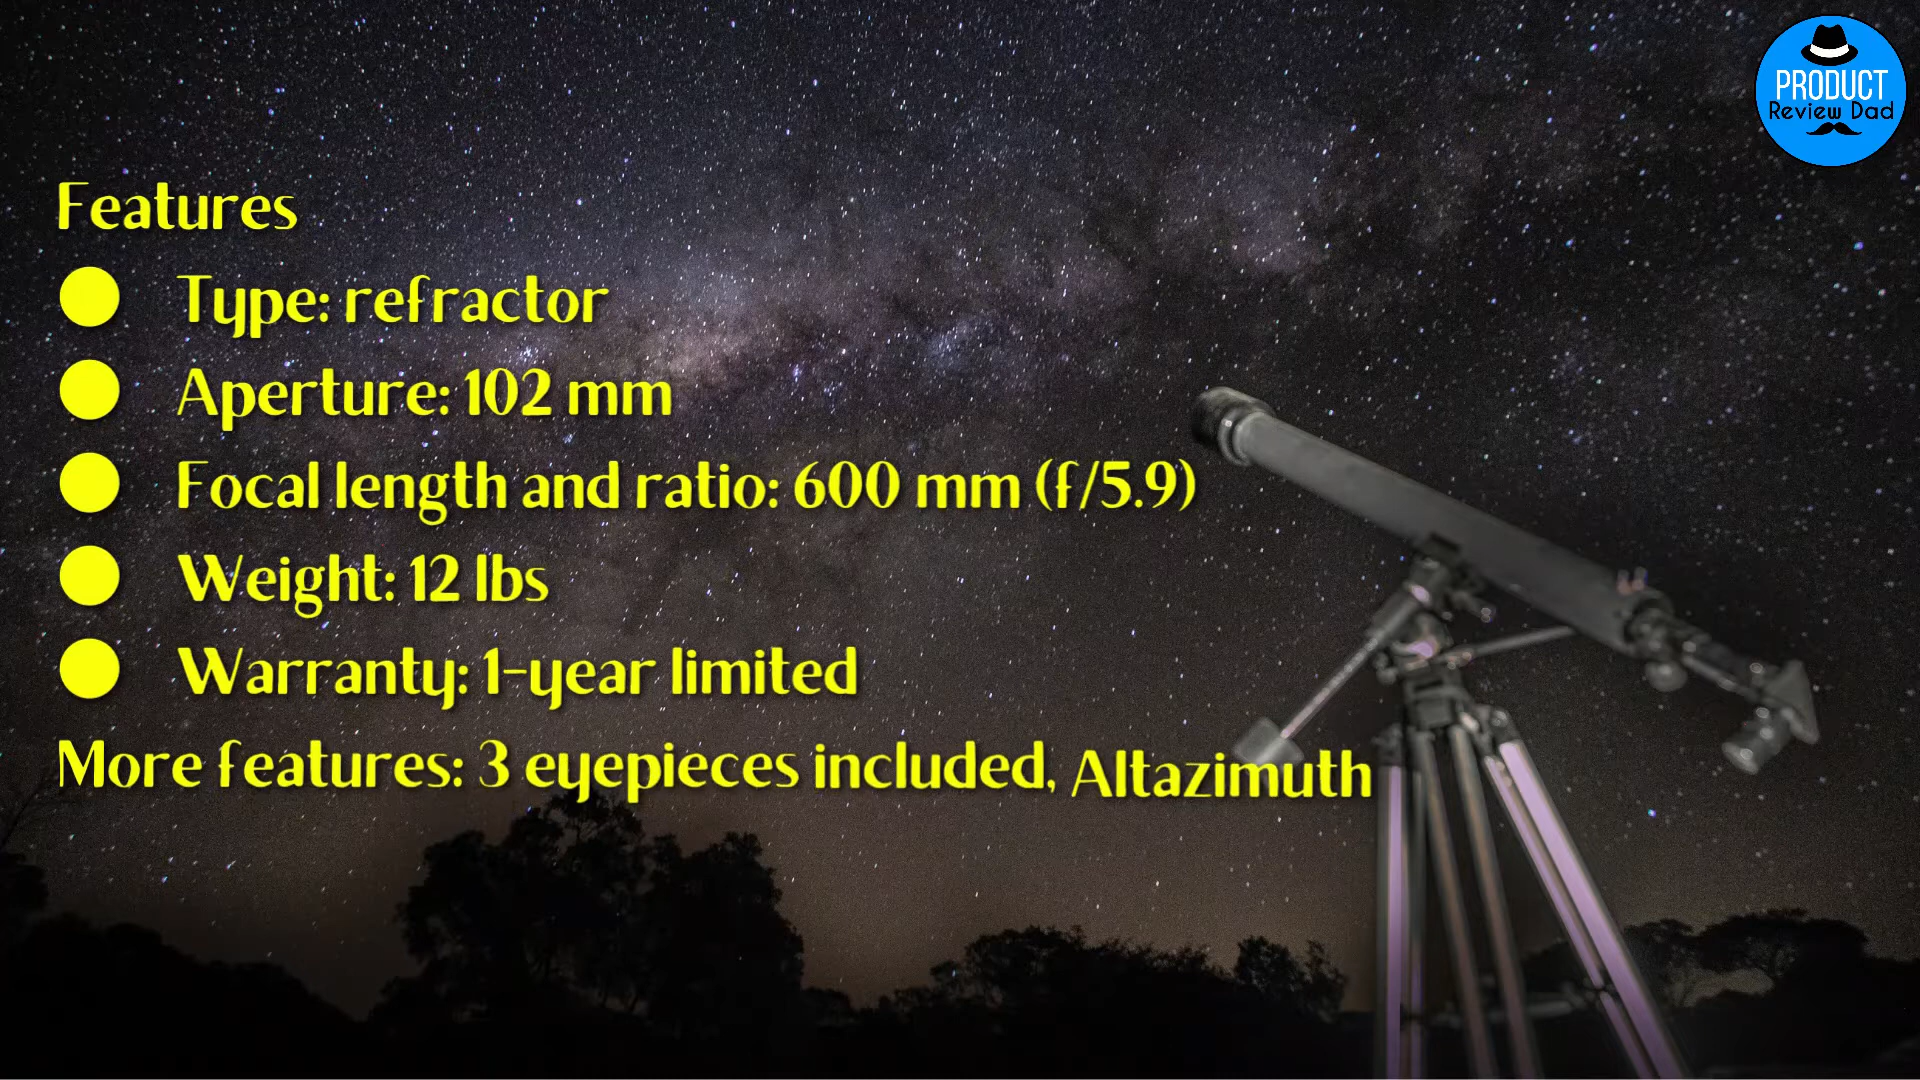 PRODUCT
Review Dad
Features
Type: refractor
Aperture: 102 mm
Focal length and ratio: 600 mm (f/5.9)
Weight: 12 lbs
Warranty: 1-year limited
More features: 3 eyepieces included, Altazimuth